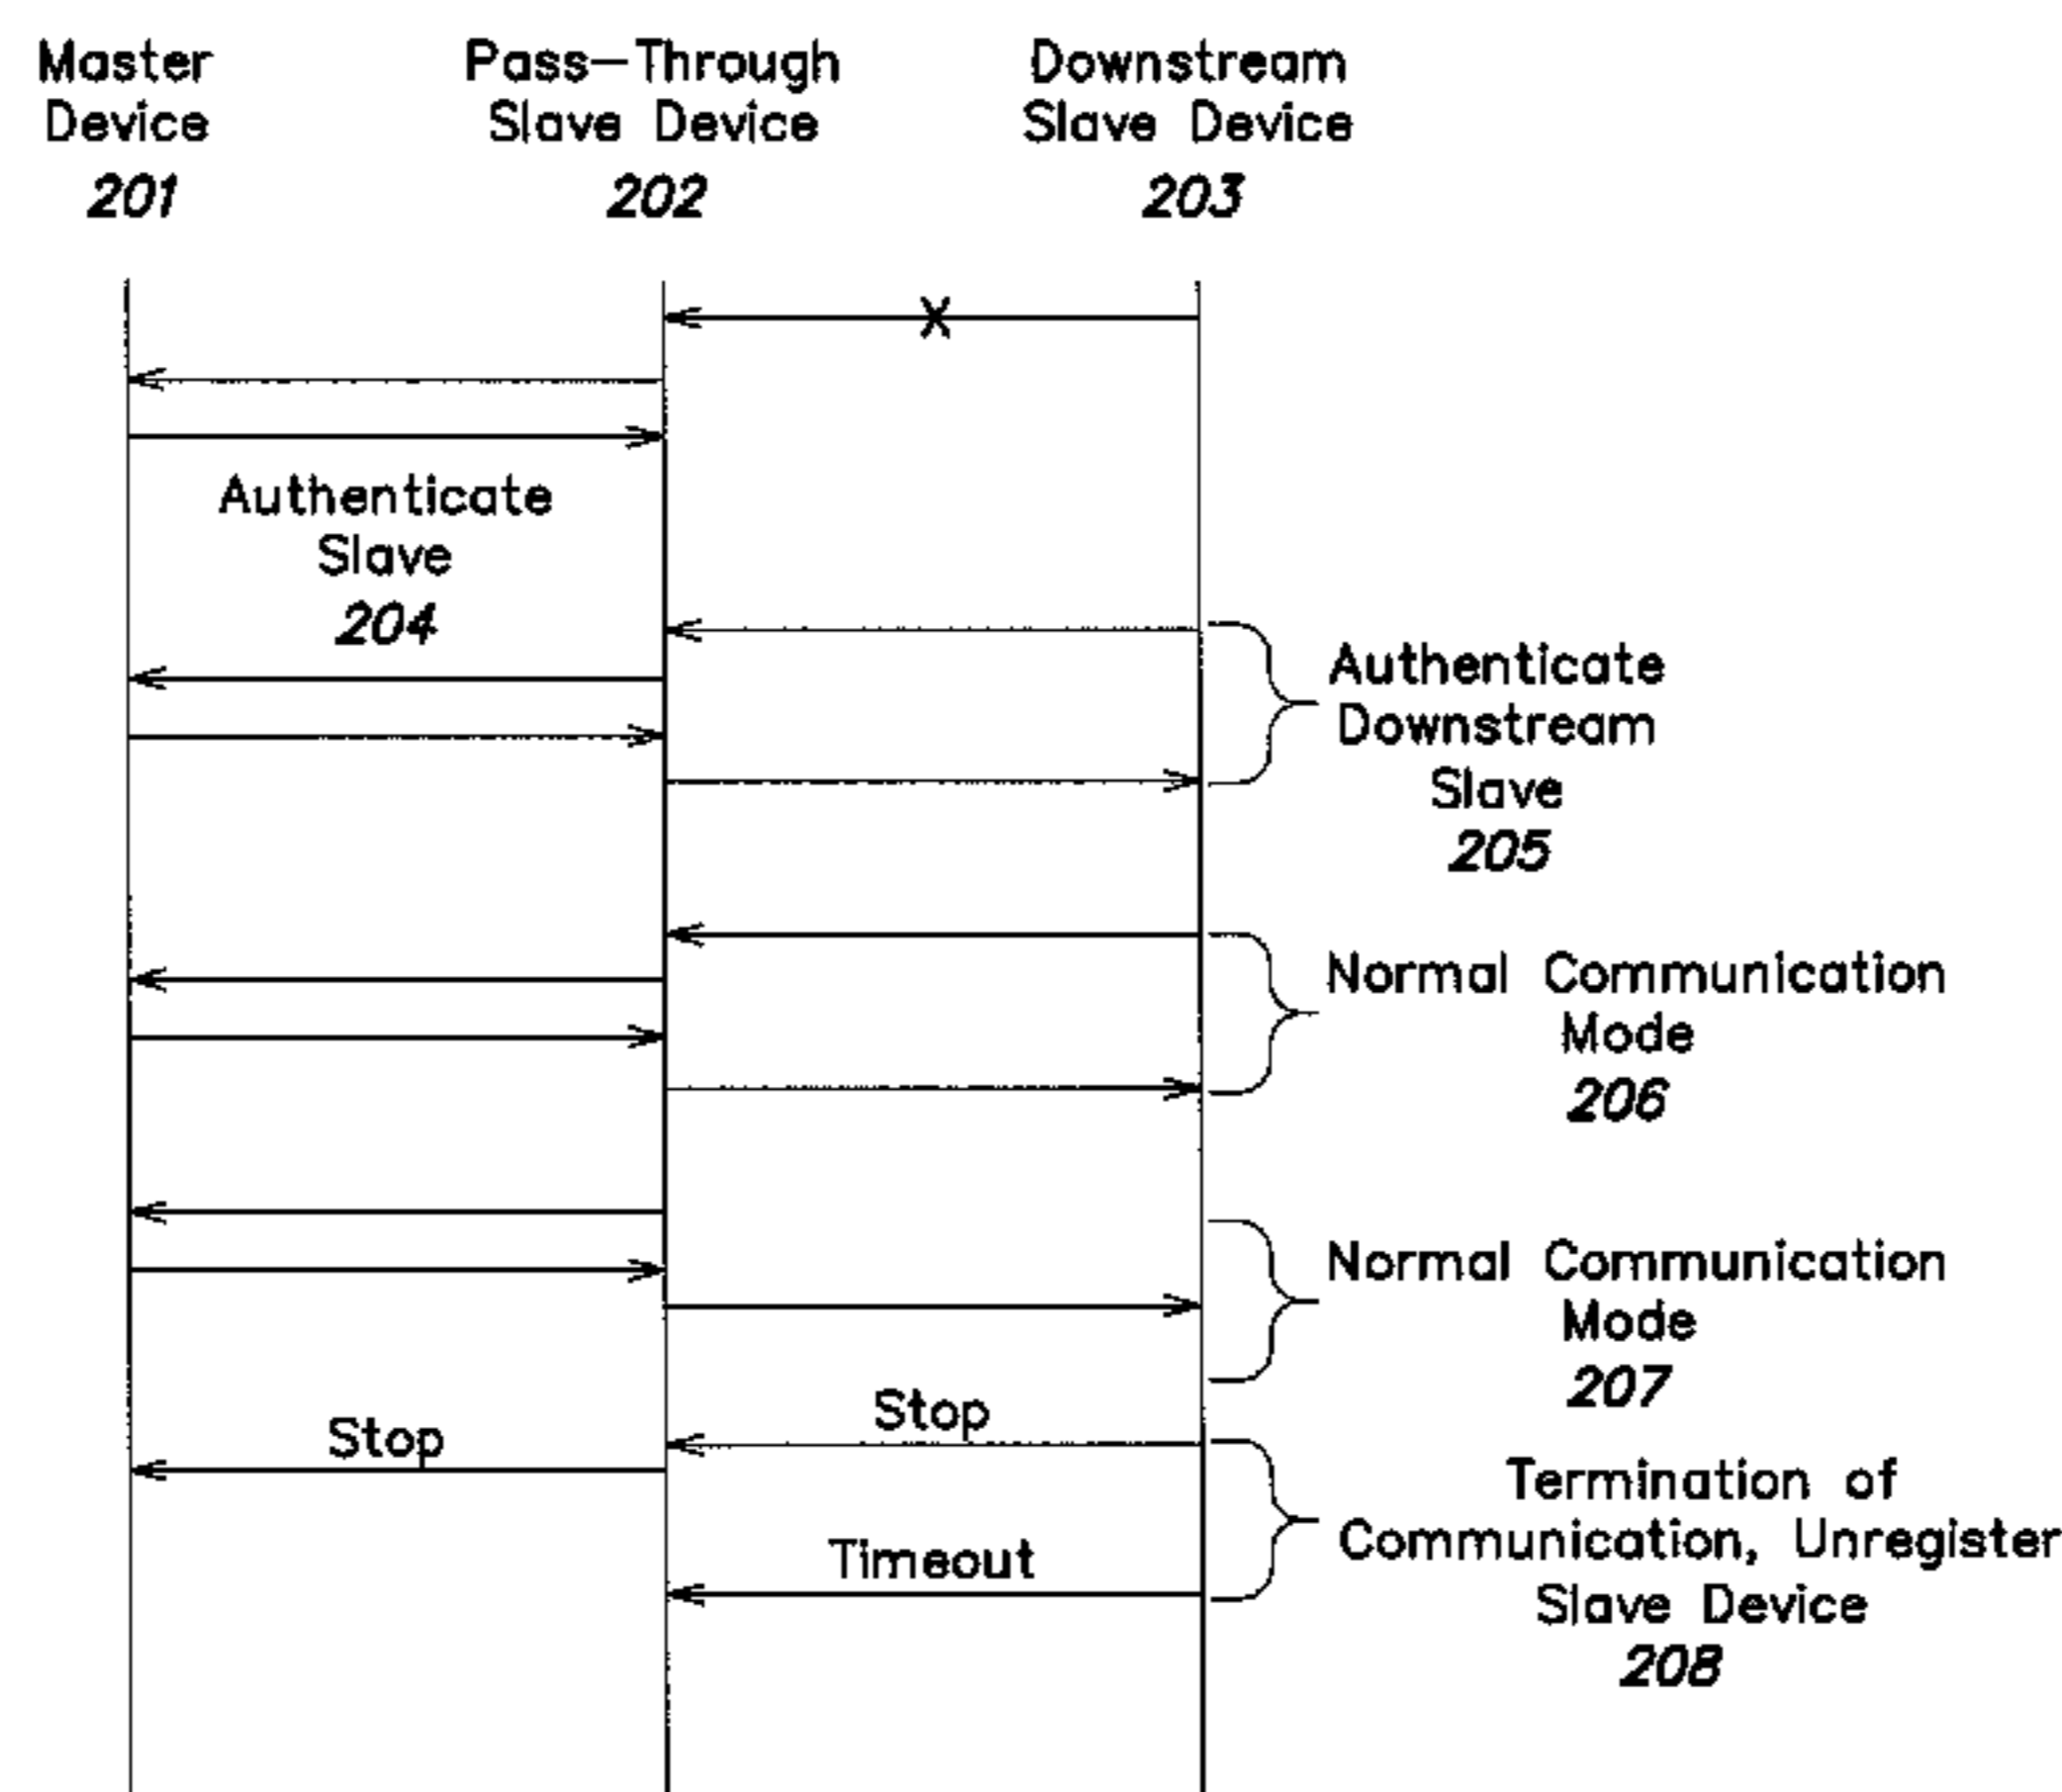 Master
Device
201
Pass-Through
Slave Device
202
Downstream
Slave Device
203
X
Authenticate
Slave
204
Authenticate
Downstream
Slave
205
Normal Communication
Mode
206
Normal Communication
Mode
207
Stop
Stop
Timeout
Termination of
Communication, Unregister
Slave Device
208